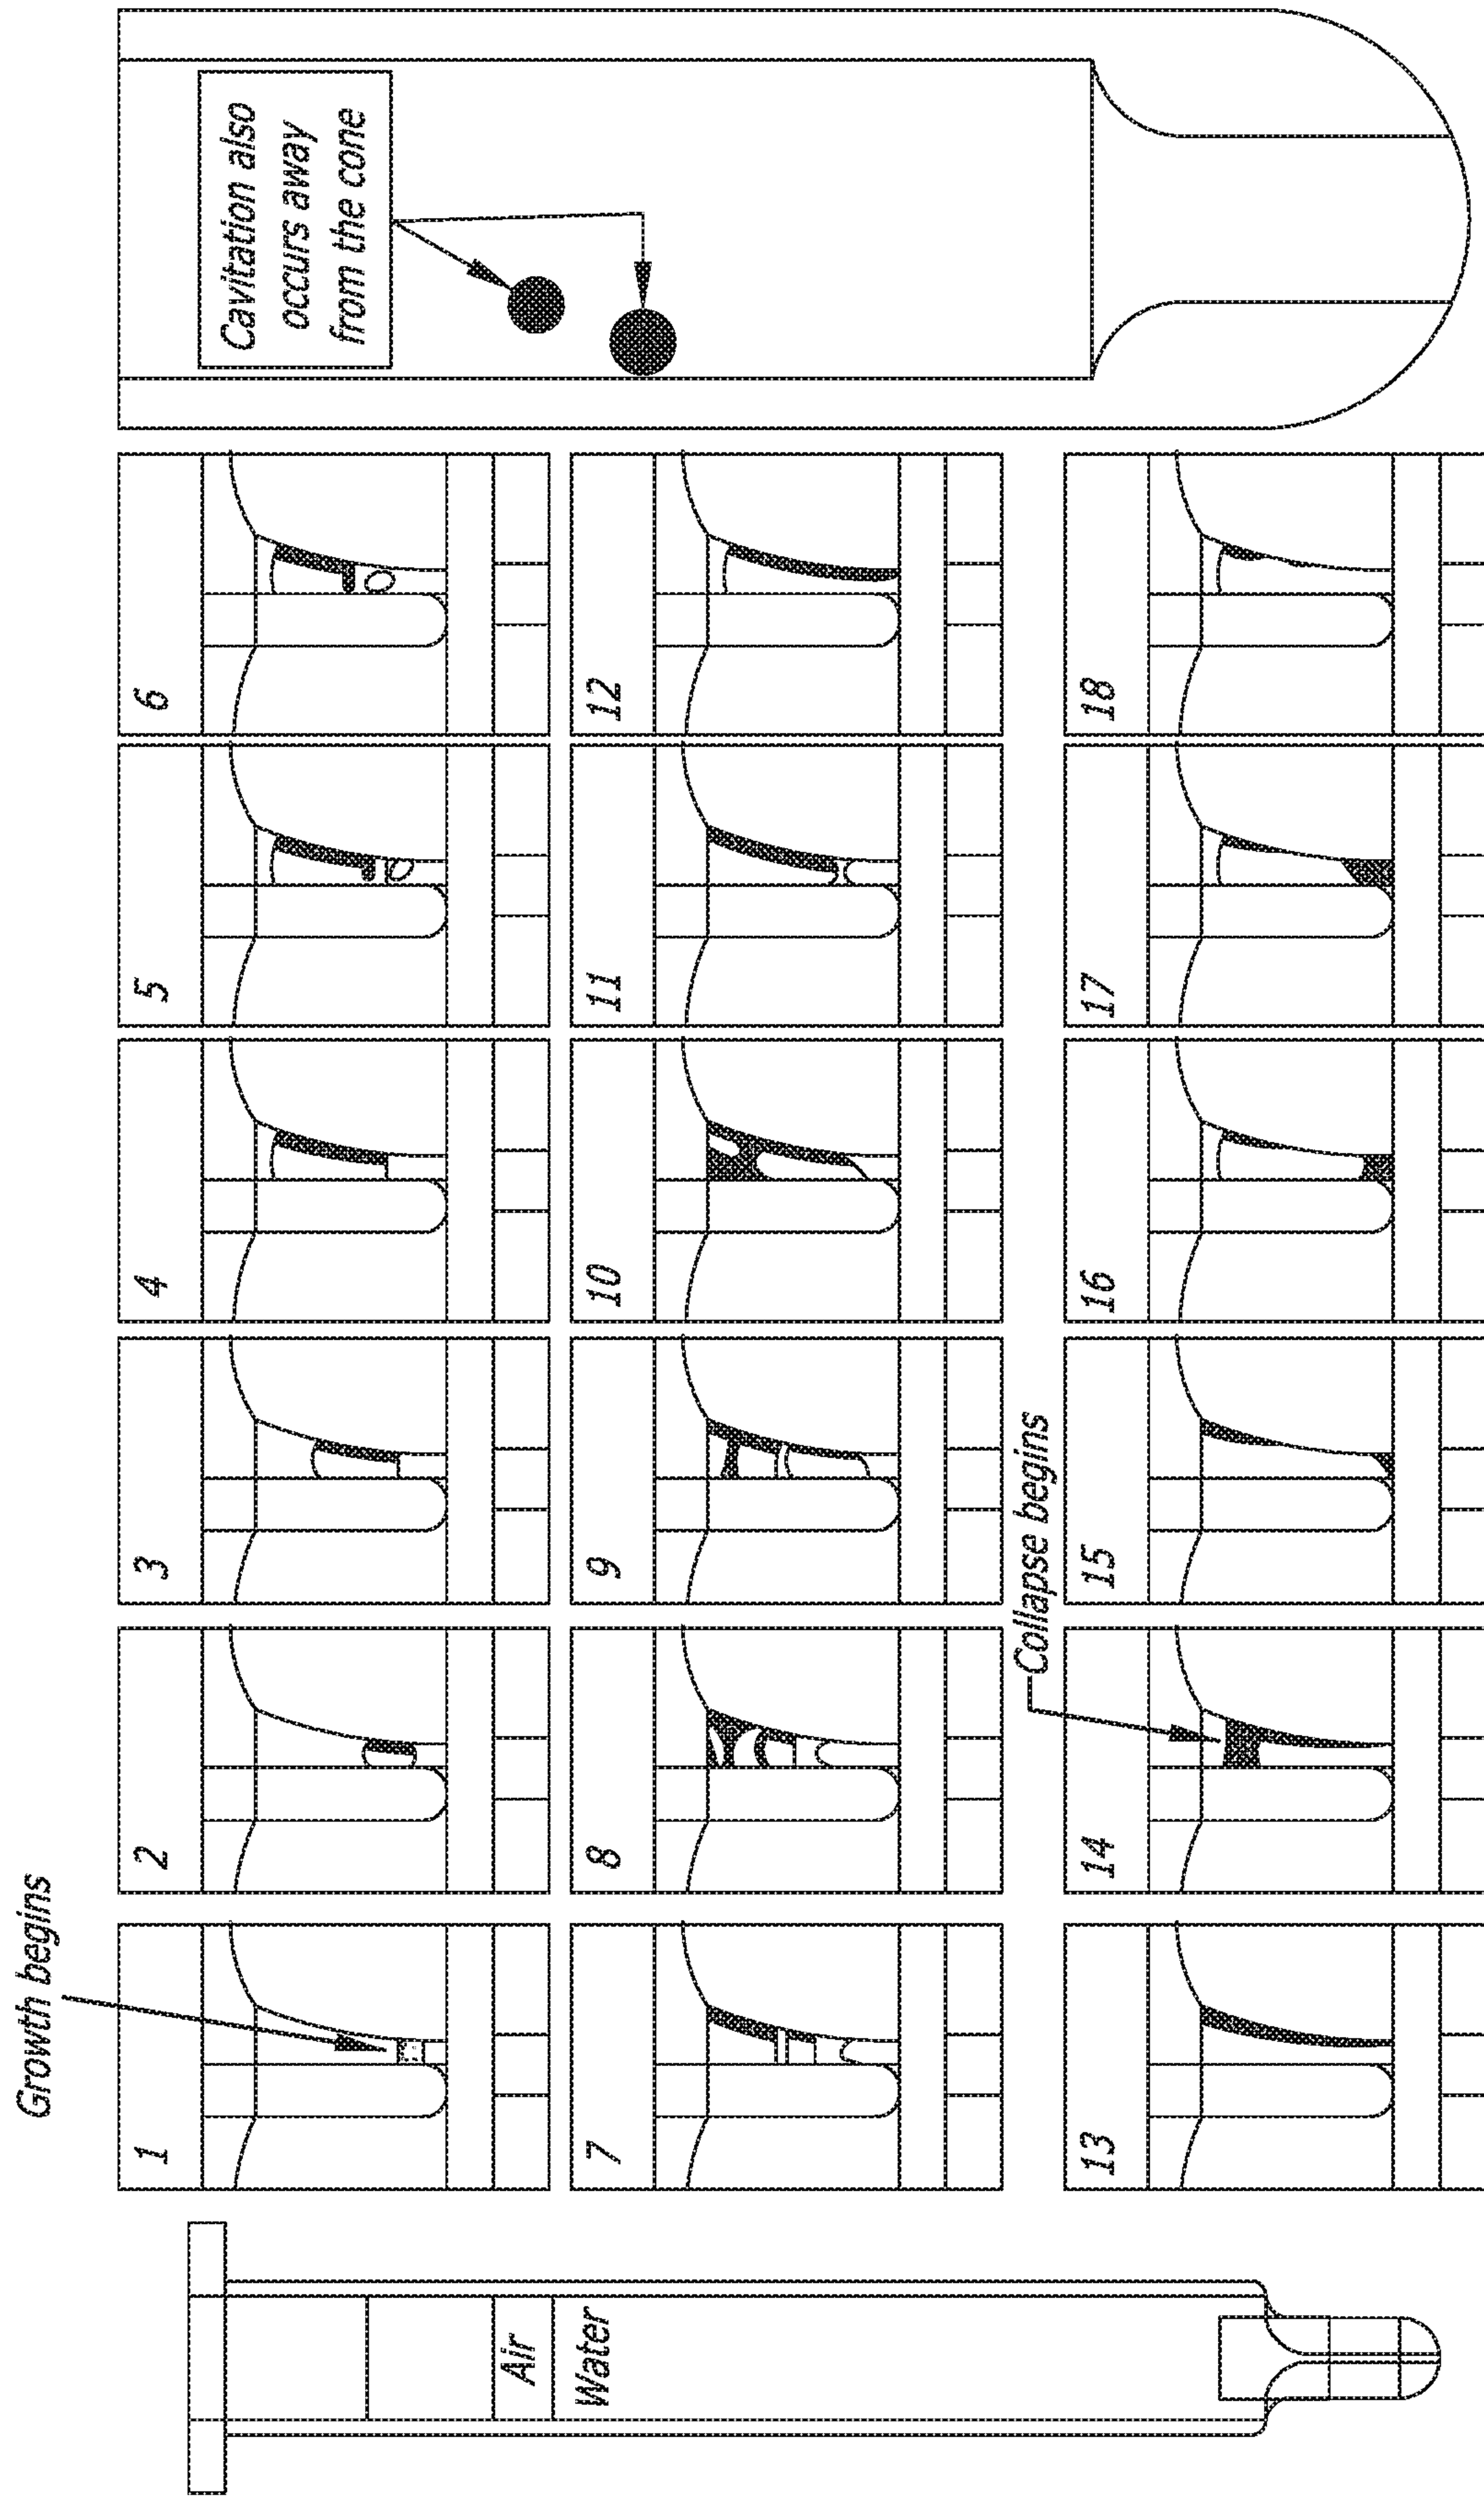 Growth begins
1
2
3
4
5
6
7
8
9
10
11
12
Collapse begins
13
14
15
16
17
18
Air
Water
Cavitation also
occurs away
from the cone